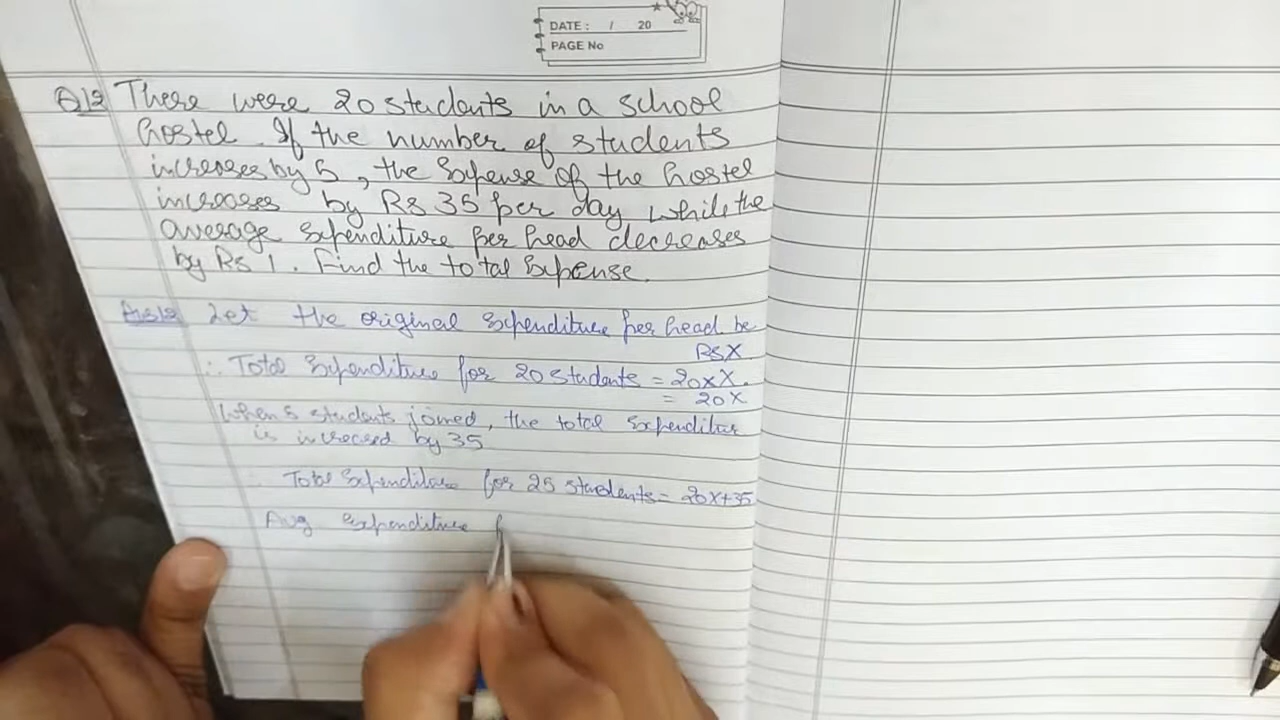 DATE: / 20
PAGE No
Q12 There were 20 students in a school
hostel. If the number of students
increases by 5, the Expense of the hostel
increases by Rs 35 per day while the
average Expenditure per head decreases
by Rs 1. Find the total Expense.
Ans12 Let the original Expenditure per head be
RS X
∴ Total Expenditure for 20 students = 20xX.
= 20X
When 5 students joined, the total Expenditure
is increased by 35
Total Expenditure for 25 students = 20X+35
Avg Expenditure